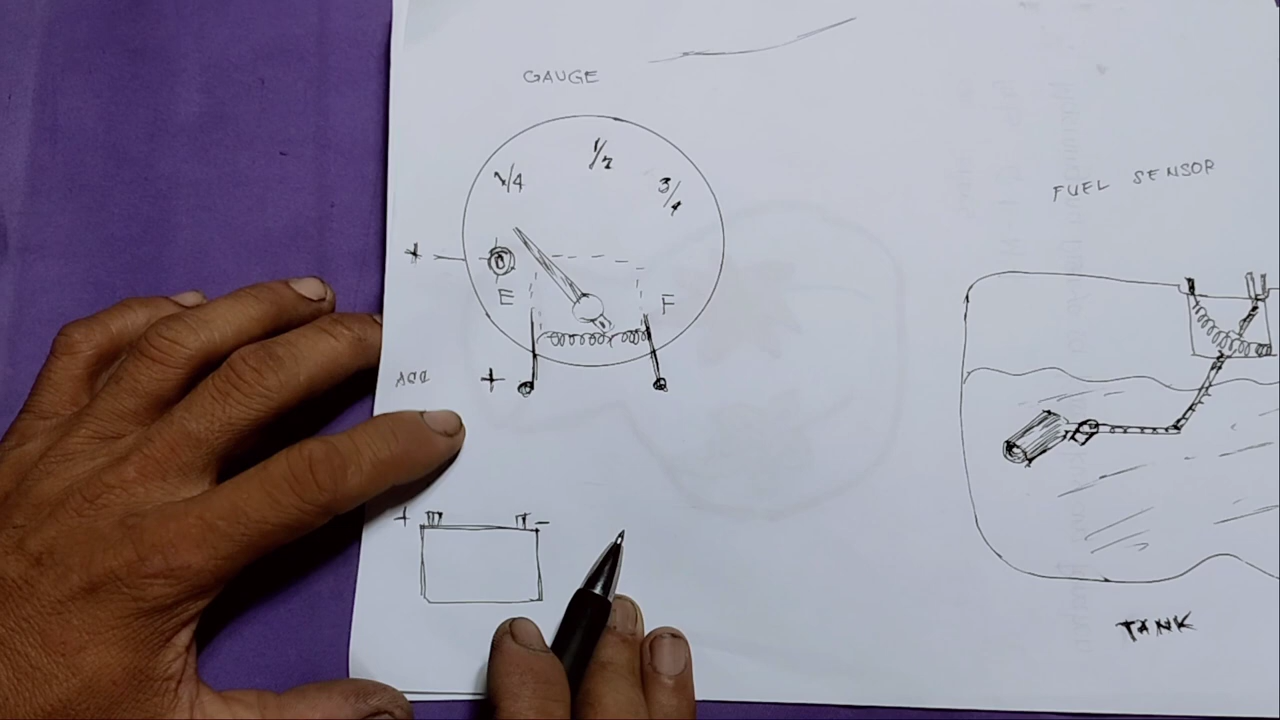 GAUGE
1/2
1/4
3/4
FUEL SENSOR
+
E
F
ACC +
+ -
TANK